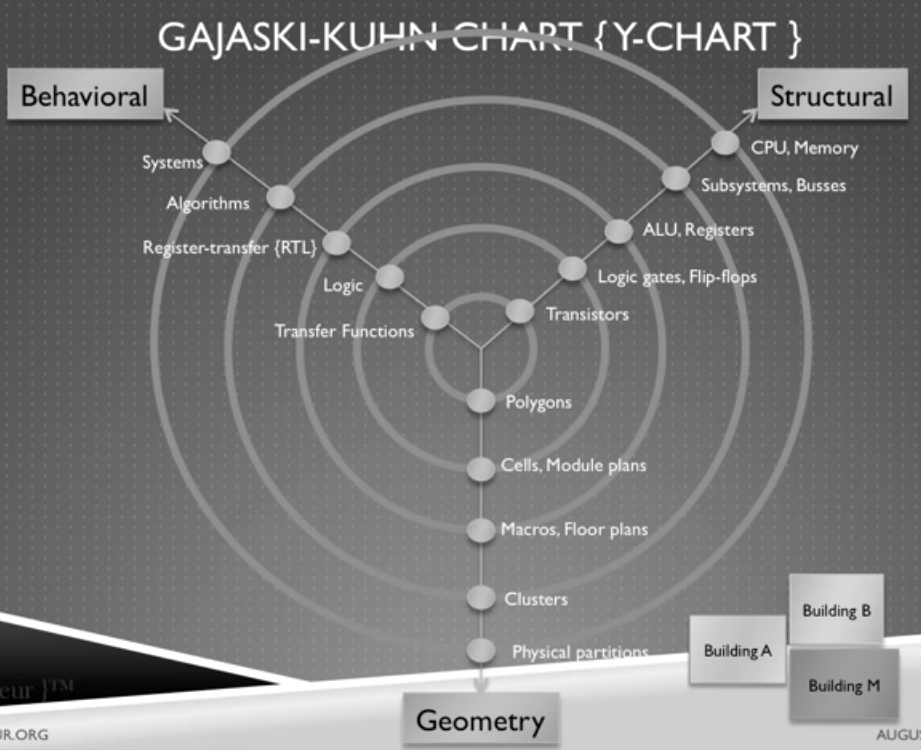 GAJASKI-KUHN CHART { Y-CHART }
Behavioral
Structural
Systems
CPU, Memory
Algorithms
Subsystems, Busses
Register-transfer {RTL}
ALU, Registers
Logic
Logic gates, Flip-flops
Transfer Functions
Transistors
Polygons
Cells, Module plans
Macros, Floor plans
Clusters
Physical partitions
Building B
Building A
Building M
eur }™
Geometry
UR.ORG
AUGU